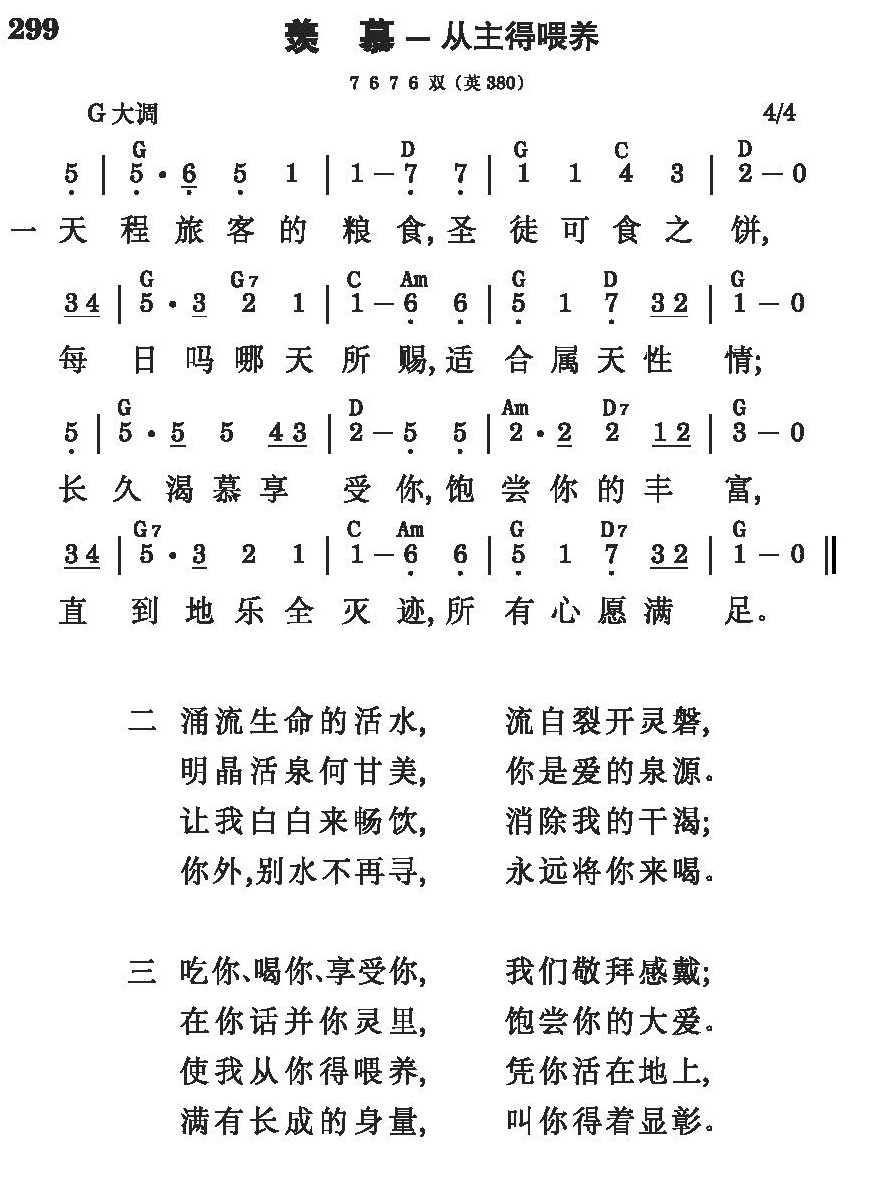 299
羡 慕 — 从主得喂养
7 6 7 6 双（英380）
G大调 4/4
G D G C D
5 | 5 · 6 5 1 | 1 — 7 7 | 1 1 4 3 | 2 — 0
一 天 程 旅 客 的 粮 食, 圣 徒 可 食 之 饼,
G G7 C Am G D G
3 4 | 5 · 3 2 1 | 1 — 6 6 | 5 1 7 3 2 | 1 — 0
每 日 吗 哪 天 所 赐, 适 合 属 天 性 情;
G D Am D7 G
5 | 5 · 5 5 4 3 | 2 — 5 5 | 2 · 2 2 1 2 | 3 — 0
长 久 渴 慕 享 受 你, 饱 尝 你 的 丰 富,
G7 C Am G D7 G
3 4 | 5 · 3 2 1 | 1 — 6 6 | 5 1 7 3 2 | 1 — 0 ‖
直 到 地 乐 全 灭 迹, 所 有 心 愿 满 足。
二 涌流生命的活水, 流自裂开灵磐,
明晶活泉何甘美, 你是爱的泉源。
让我白白来畅饮, 消除我的干渴;
你外,别水不再寻, 永远将你来喝。
三 吃你、喝你、享受你, 我们敬拜感戴;
在你话并你灵里, 饱尝你的大爱。
使我从你得喂养, 凭你活在地上,
满有长成的身量, 叫你得着显彰。